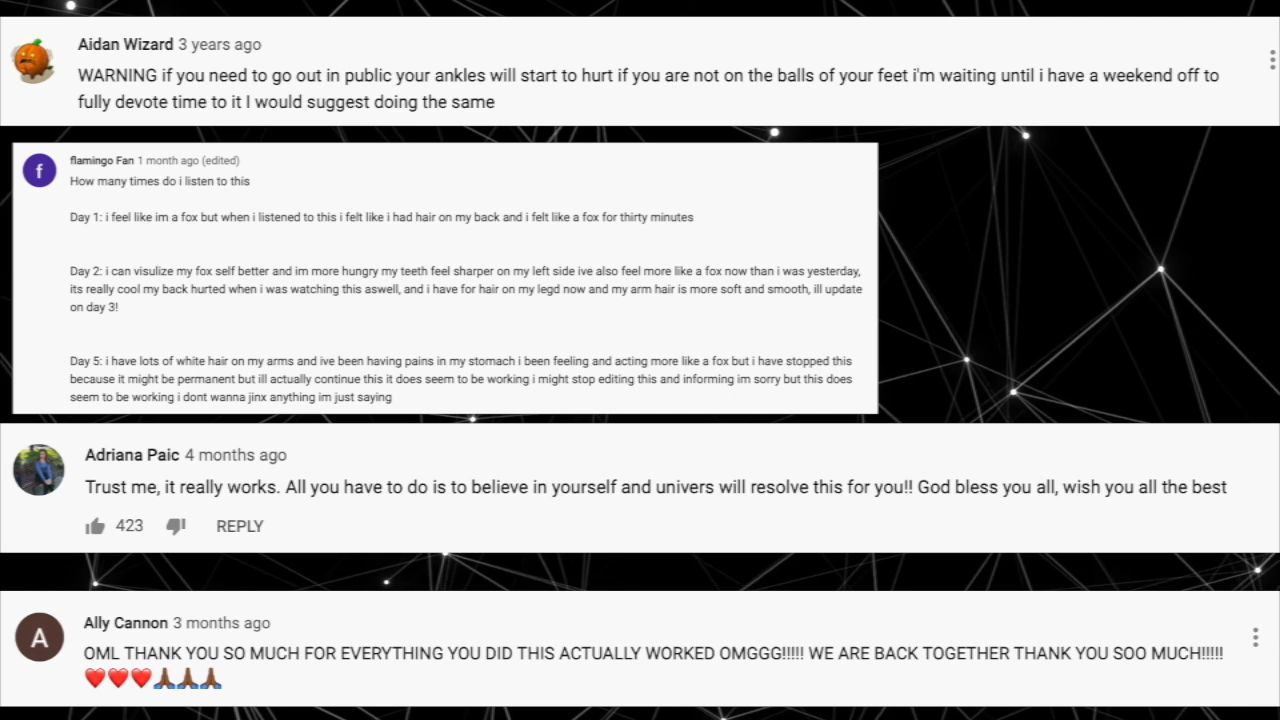 Aidan Wizard 3 years ago
WARNING if you need to go out in public your ankles will start to hurt if you are not on the balls of your feet i'm waiting until i have a weekend off to
fully devote time to it I would suggest doing the same
f
flamingo Fan 1 month ago (edited)
How many times do i listen to this
Day 1: i feel like im a fox but when i listened to this i felt like i had hair on my back and i felt like a fox for thirty minutes
Day 2: i can visulize my fox self better and im more hungry my teeth feel sharper on my left side ive also feel more like a fox now than i was yesterday,
its really cool my back hurted when i was watching this aswell, and i have for hair on my legd now and my arm hair is more soft and smooth, ill update
on day 3!
Day 5: i have lots of white hair on my arms and ive been having pains in my stomach i been feeling and acting more like a fox but i have stopped this
because it might be permanent but ill actually continue this it does seem to be working i might stop editing this and informing im sorry but this does
seem to be working i dont wanna jinx anything im just saying
Adriana Paic 4 months ago
Trust me, it really works. All you have to do is to believe in yourself and univers will resolve this for you!! God bless you all, wish you all the best
423 REPLY
A
Ally Cannon 3 months ago
OML THANK YOU SO MUCH FOR EVERYTHING YOU DID THIS ACTUALLY WORKED OMGGG!!!!! WE ARE BACK TOGETHER THANK YOU SOO MUCH!!!!!
❤️❤️❤️🙏🏾🙏🏾🙏🏾